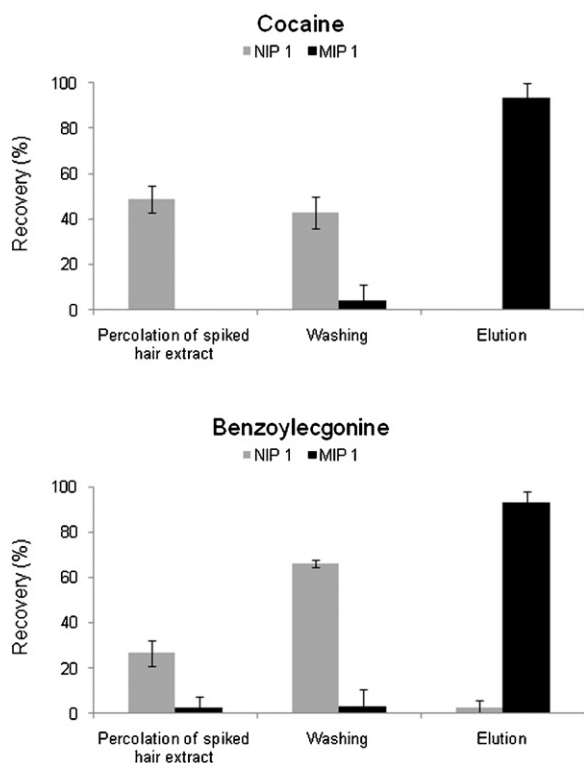 Cocaine
NIP 1 MIP 1
Recovery (%)
100
80
60
40
20
0
Percolation of spiked
hair extract
Washing
Elution
Benzoylecgonine
NIP 1 MIP 1
Recovery (%)
100
80
60
40
20
0
Percolation of spiked
hair extract
Washing
Elution